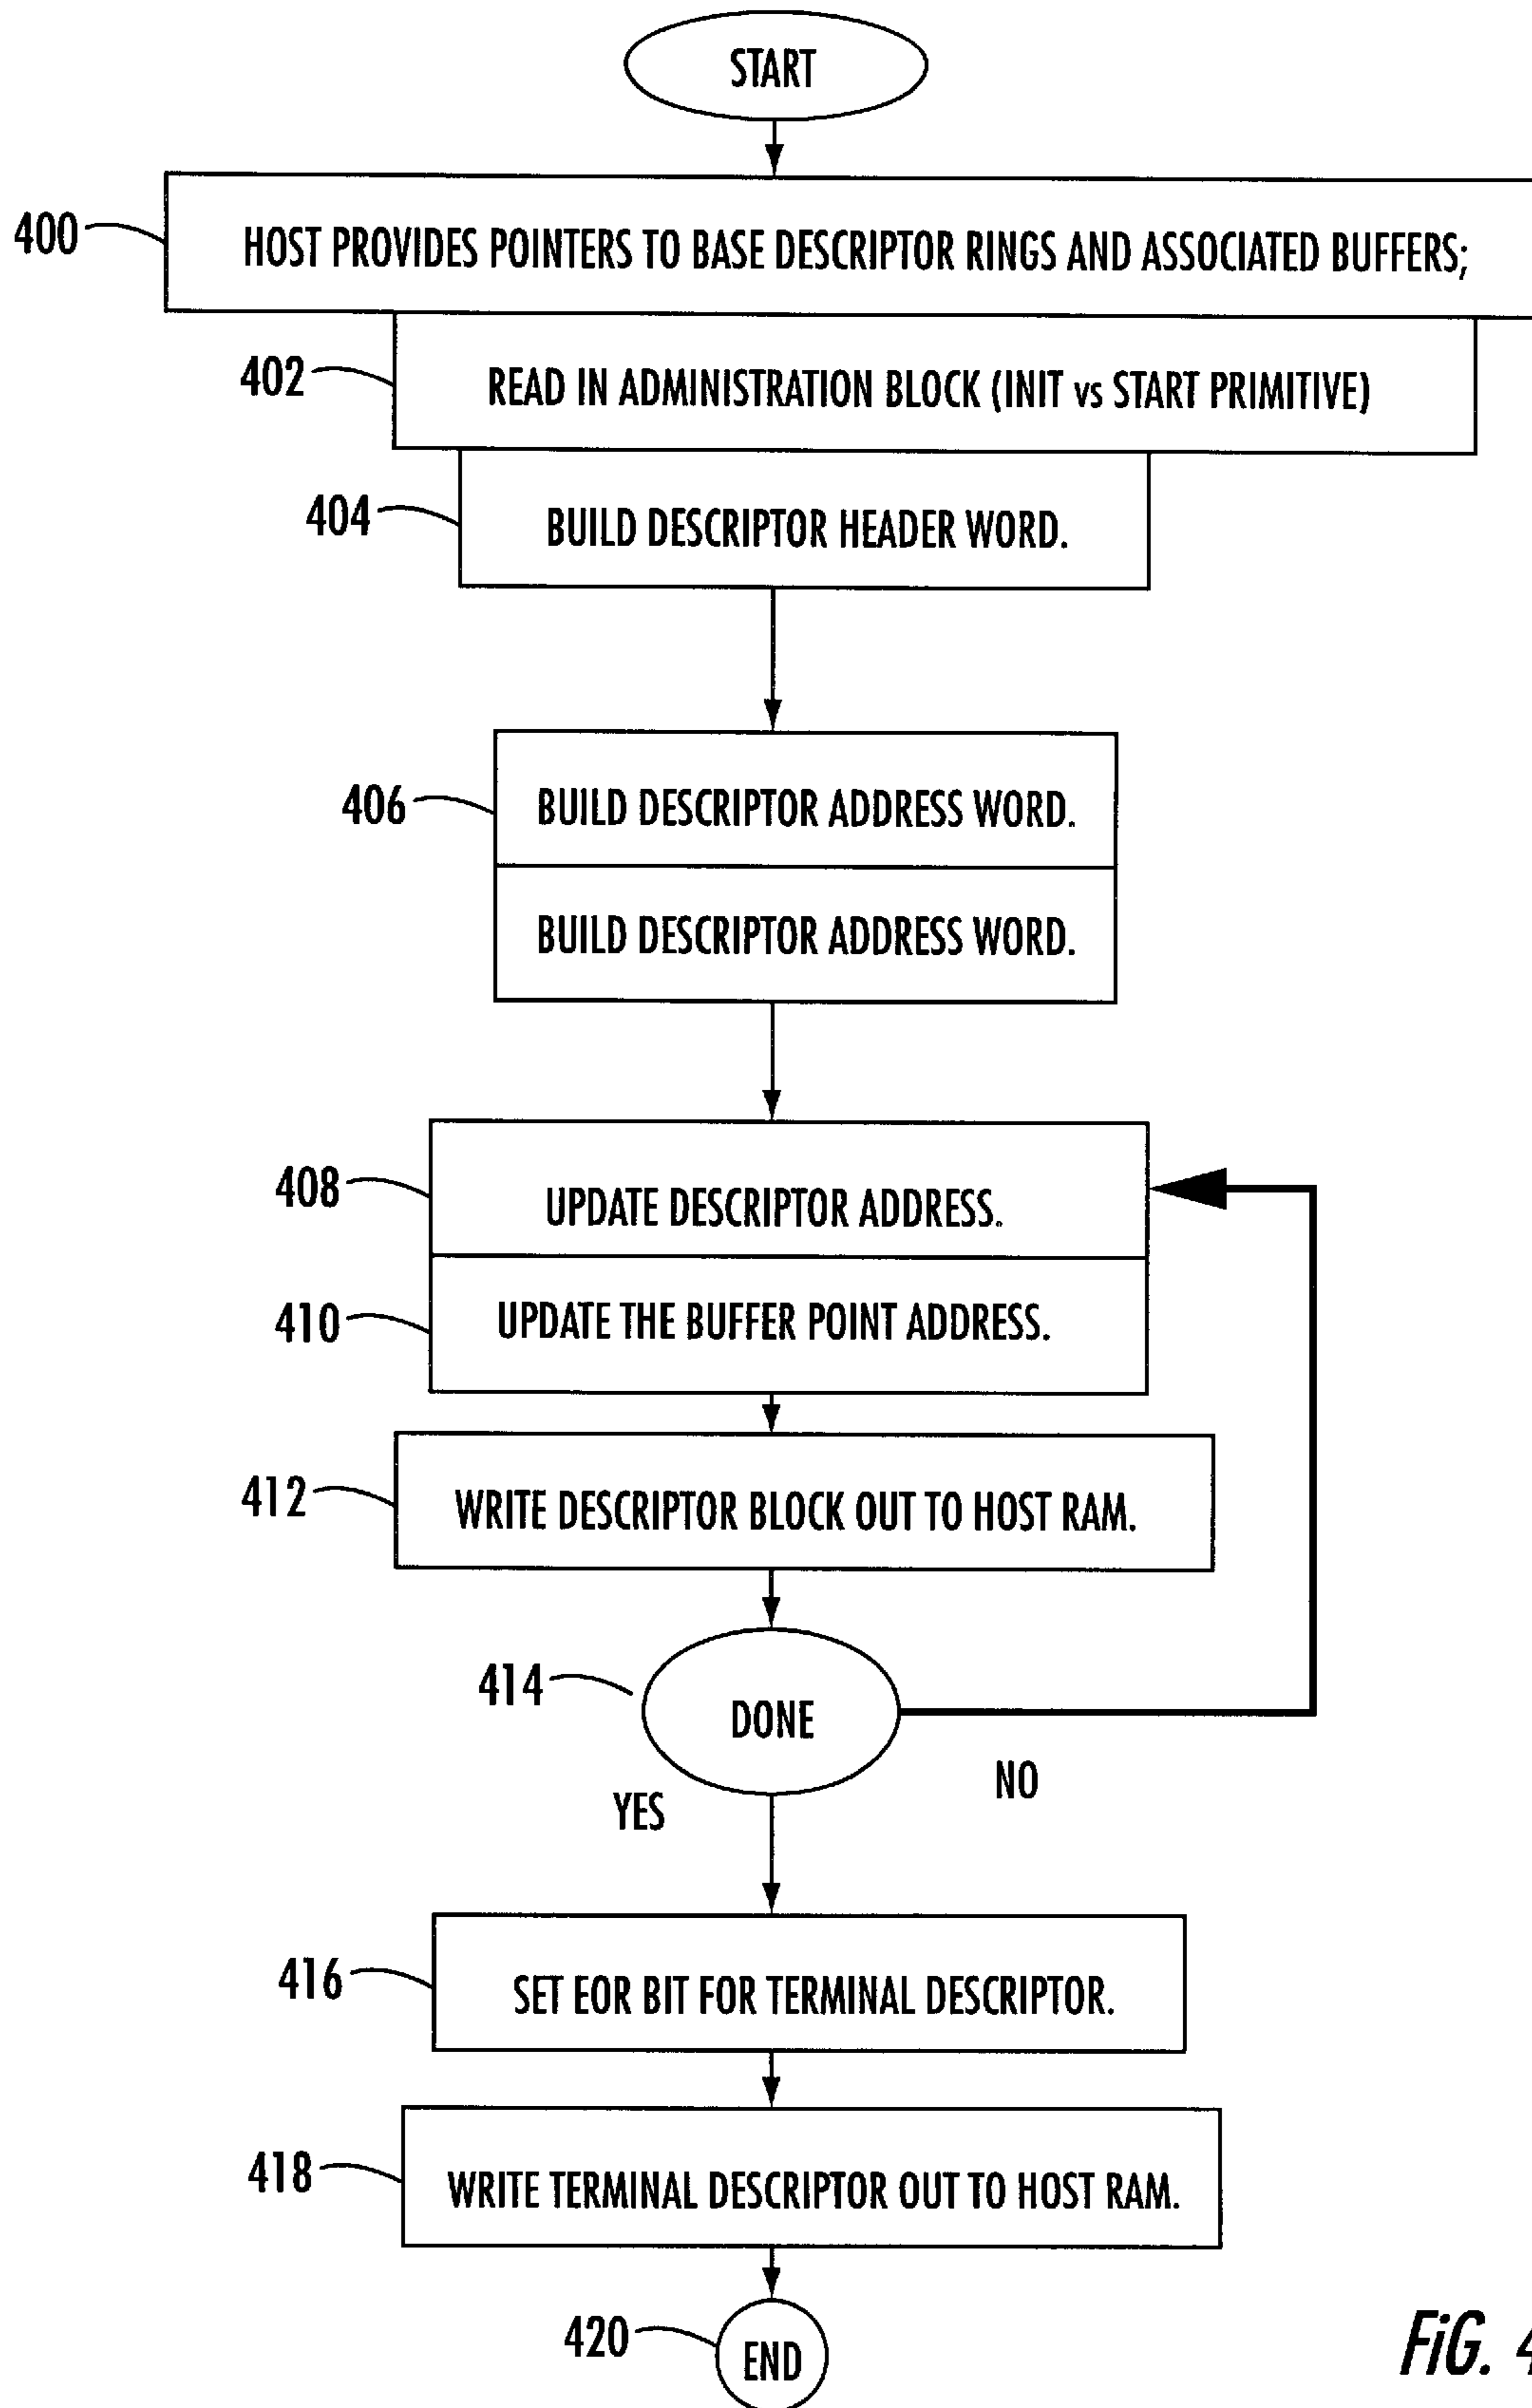 START
400
HOST PROVIDES POINTERS TO BASE DESCRIPTOR RINGS AND ASSOCIATED BUFFERS;
402
READ IN ADMINISTRATION BLOCK (INIT vs START PRIMITIVE)
404
BUILD DESCRIPTOR HEADER WORD.
406
BUILD DESCRIPTOR ADDRESS WORD.
BUILD DESCRIPTOR ADDRESS WORD.
408
UPDATE DESCRIPTOR ADDRESS.
410
UPDATE THE BUFFER POINT ADDRESS.
412
WRITE DESCRIPTOR BLOCK OUT TO HOST RAM.
414
DONE
NO
YES
416
SET EOR BIT FOR TERMINAL DESCRIPTOR.
418
WRITE TERMINAL DESCRIPTOR OUT TO HOST RAM.
420
END
FiG. 4